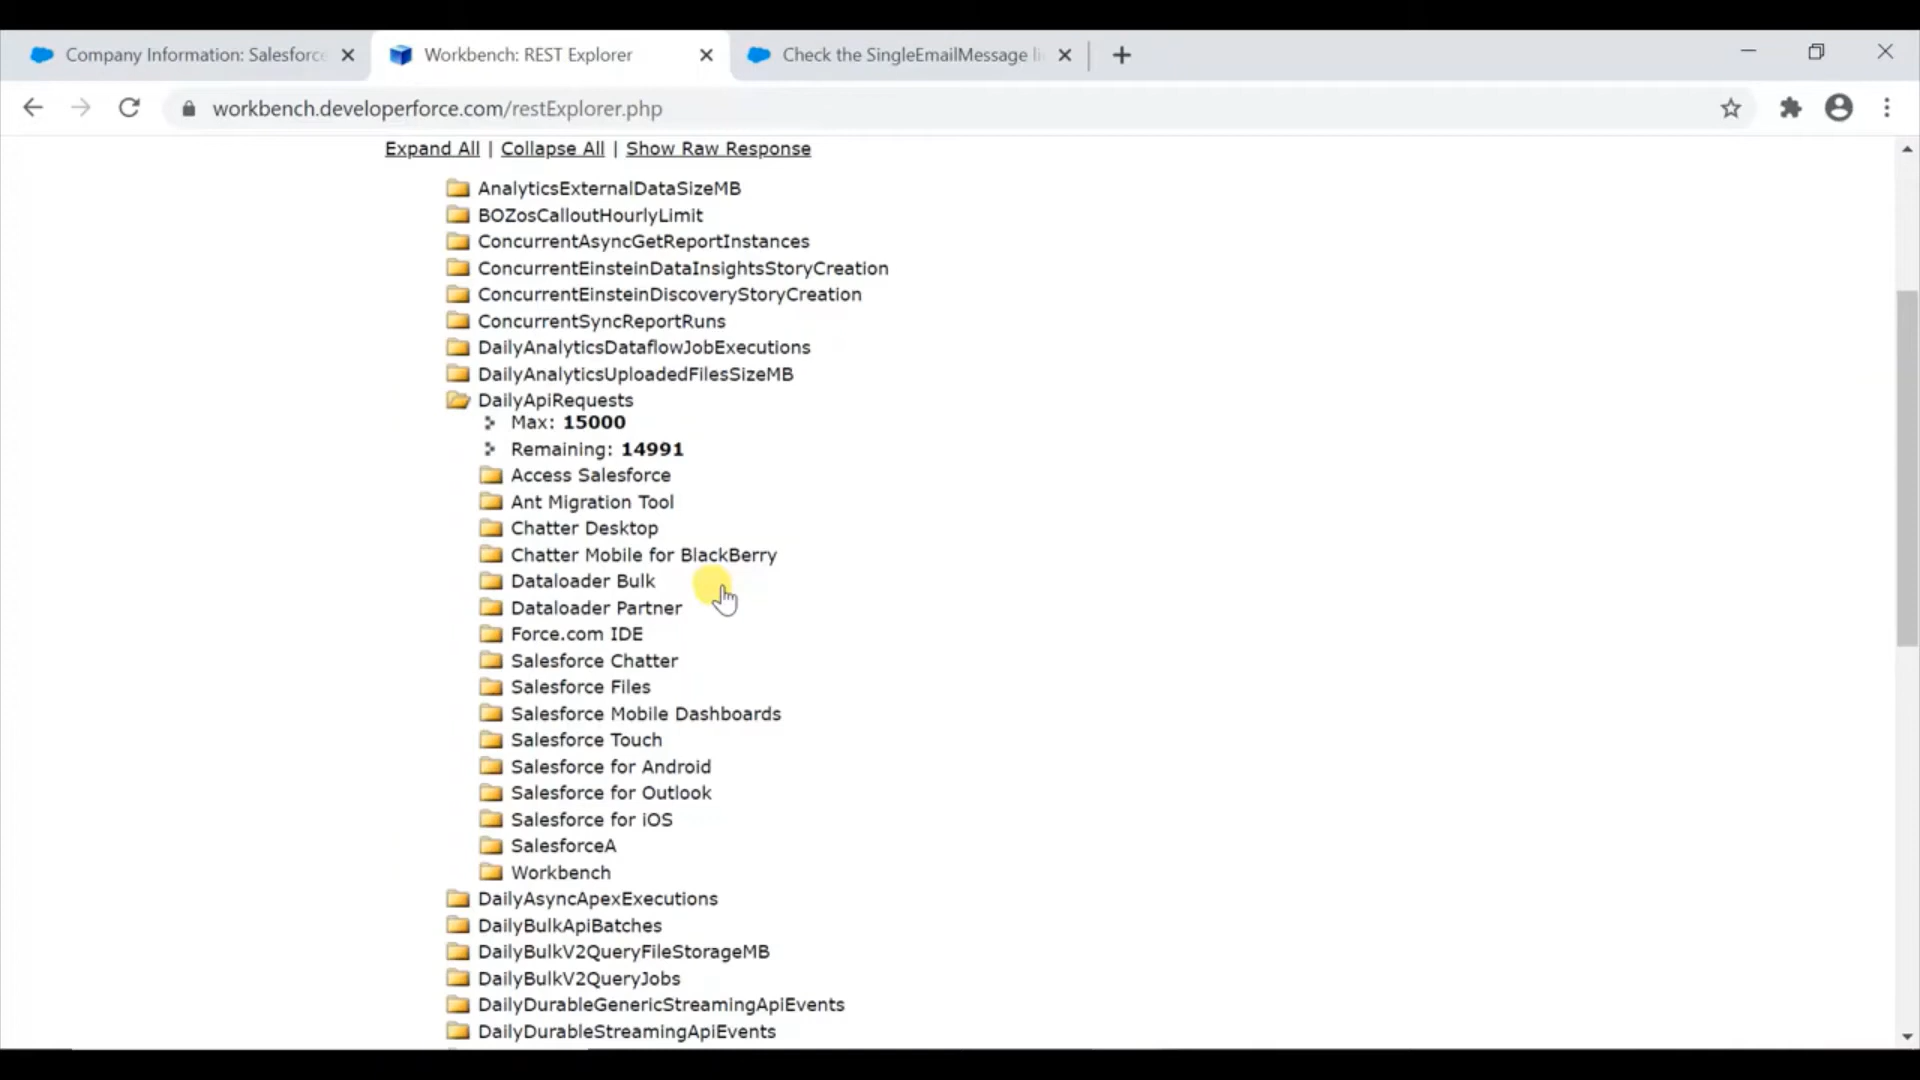 Company Information: Salesforce
Workbench: REST Explorer
Check the SingleEmailMessage li
workbench.developerforce.com/restExplorer.php
Expand All | Collapse All | Show Raw Response
AnalyticsExternalDataSizeMB
BOZosCalloutHourlyLimit
ConcurrentAsyncGetReportInstances
ConcurrentEinsteinDataInsightsStoryCreation
ConcurrentEinsteinDiscoveryStoryCreation
ConcurrentSyncReportRuns
DailyAnalyticsDataflowJobExecutions
DailyAnalyticsUploadedFilesSizeMB
DailyApiRequests
Max: 15000
Remaining: 14991
Access Salesforce
Ant Migration Tool
Chatter Desktop
Chatter Mobile for BlackBerry
Dataloader Bulk
Dataloader Partner
Force.com IDE
Salesforce Chatter
Salesforce Files
Salesforce Mobile Dashboards
Salesforce Touch
Salesforce for Android
Salesforce for Outlook
Salesforce for iOS
SalesforceA
Workbench
DailyAsyncApexExecutions
DailyBulkApiBatches
DailyBulkV2QueryFileStorageMB
DailyBulkV2QueryJobs
DailyDurableGenericStreamingApiEvents
DailyDurableStreamingApiEvents